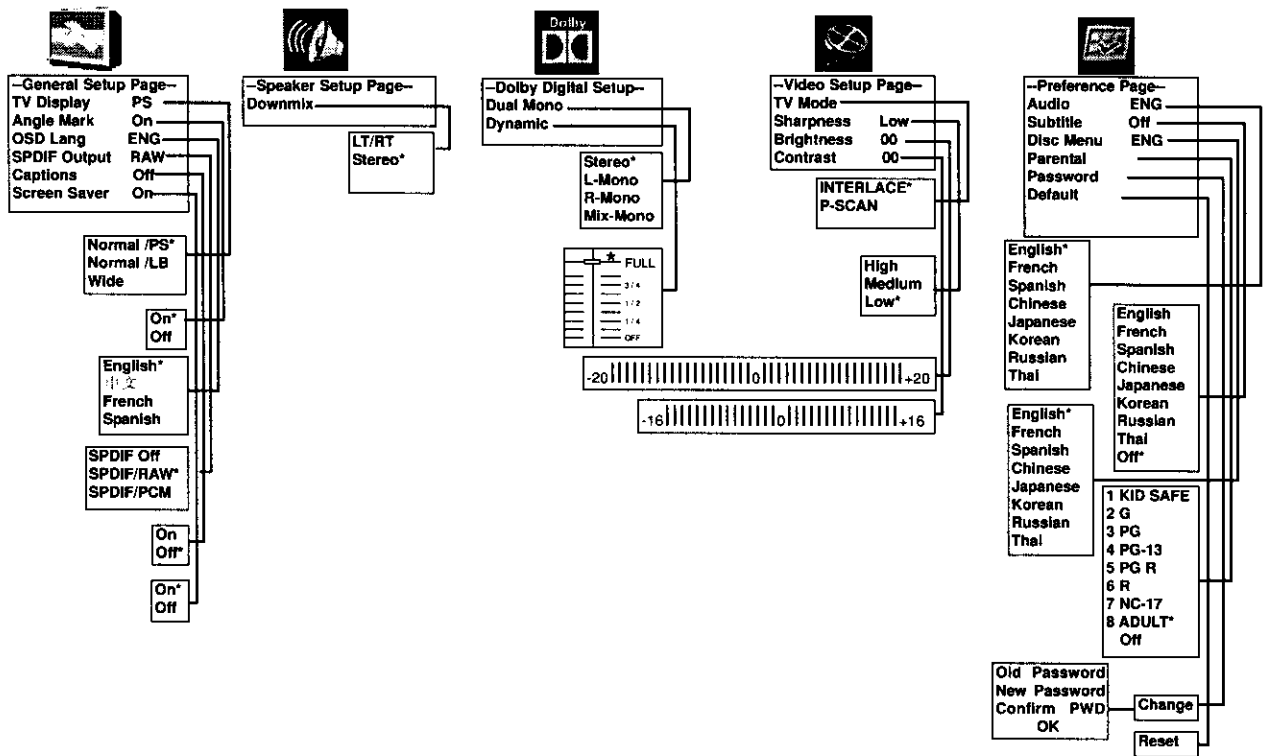 Dolby
--General Setup Page--
TV Display PS
Angle Mark On
OSD Lang ENG
SPDIF Output RAW
Captions Off
Screen Saver On
Normal /PS*
Normal /LB
Wide
On*
Off
English*
中文
French
Spanish
SPDIF Off
SPDIF/RAW*
SPDIF/PCM
On
Off*
On*
Off
--Speaker Setup Page--
Downmix
LT/RT
Stereo*
--Dolby Digital Setup--
Dual Mono
Dynamic
Stereo*
L-Mono
R-Mono
Mix-Mono
* FULL
3/4
1/2
1/4
OFF
--Video Setup Page--
TV Mode
Sharpness Low
Brightness 00
Contrast 00
INTERLACE*
P-SCAN
High
Medium
Low*
-20 0 +20
-16 0 +16
--Preference Page--
Audio ENG
Subtitle Off
Disc Menu ENG
Parental
Password
Default
English*
French
Spanish
Chinese
Japanese
Korean
Russian
Thai
English
French
Spanish
Chinese
Japanese
Korean
Russian
Thai
Off*
English*
French
Spanish
Chinese
Japanese
Korean
Russian
Thai
1 KID SAFE
2 G
3 PG
4 PG-13
5 PG R
6 R
7 NC-17
8 ADULT*
Off
Old Password
New Password
Confirm PWD
OK
Change
Reset